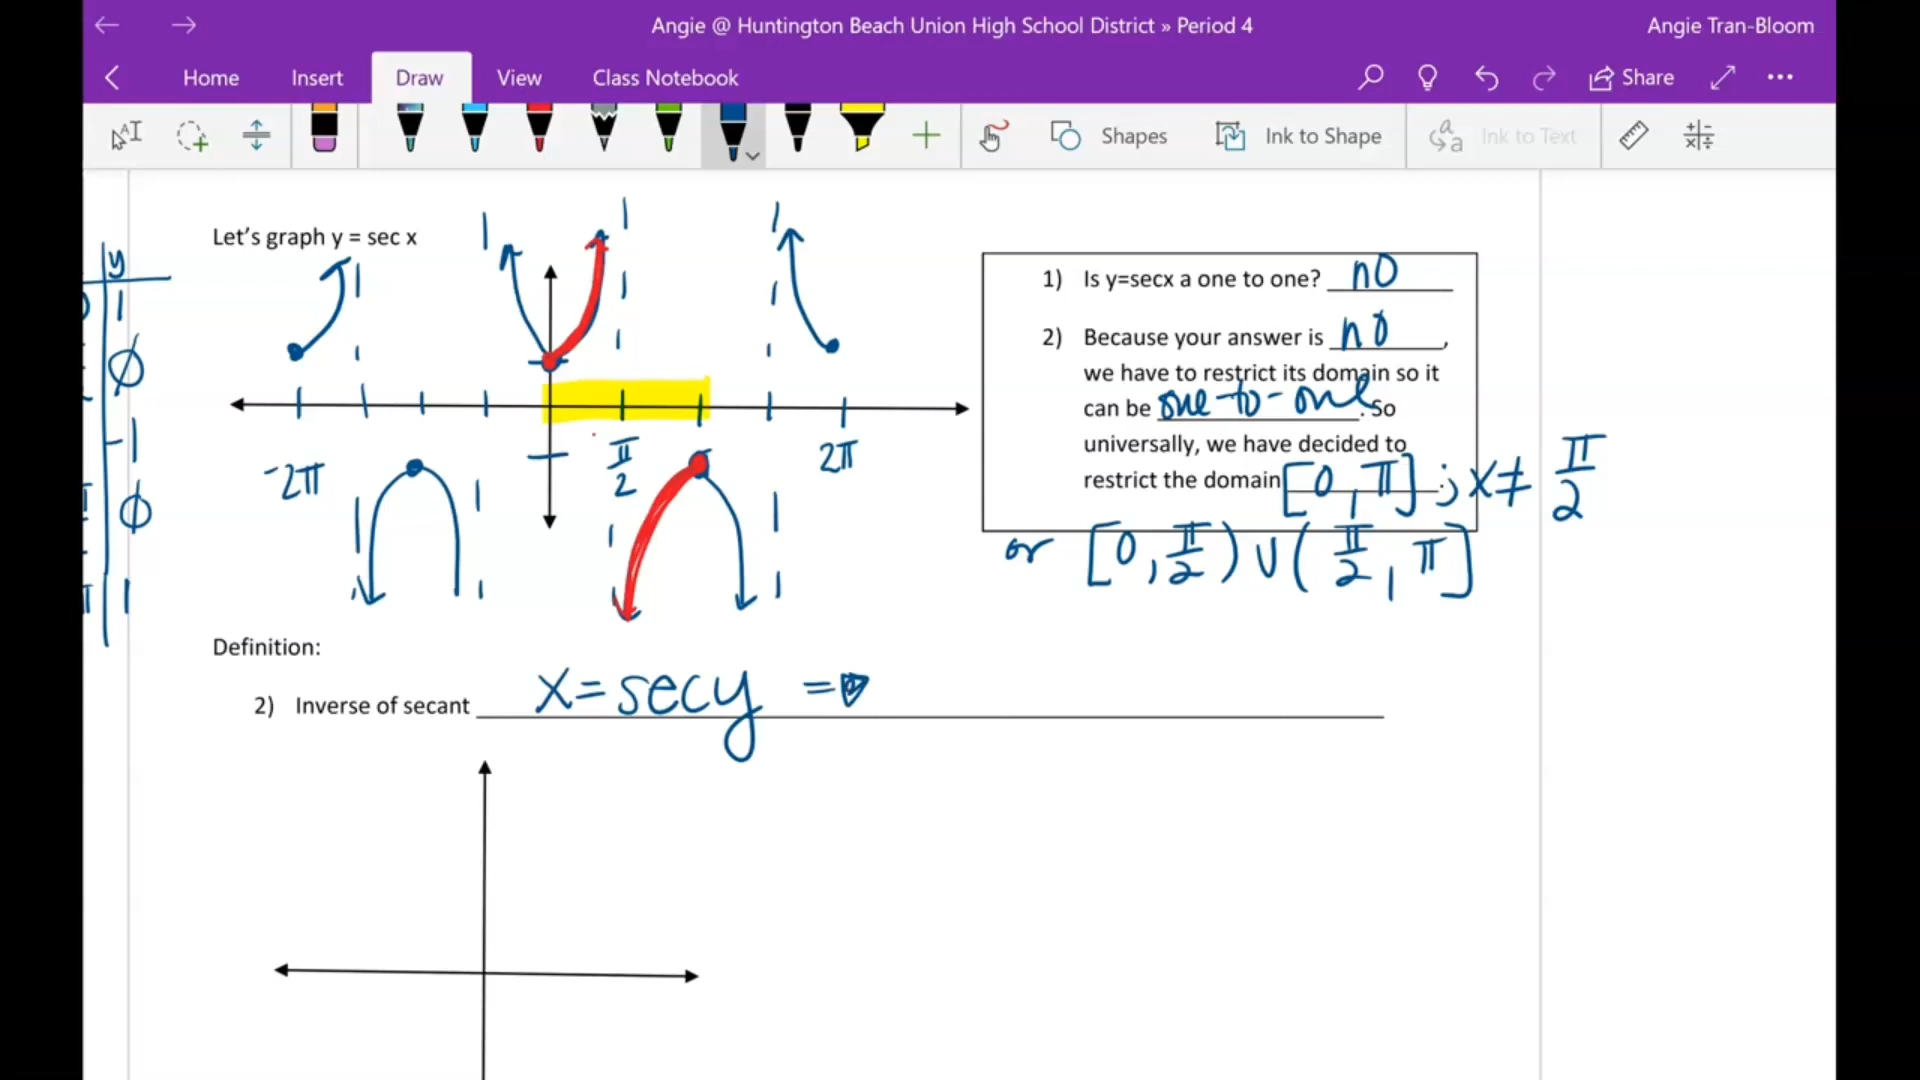 Angie @ Huntington Beach Union High School District » Period 4
Angie Tran-Bloom
Home Insert Draw View Class Notebook
Share
Shapes Ink to Shape Ink to Text
Let's graph y = sec x
y
1
∅
-1
∅
1
-2π
π/2
2π
1) Is y=secx a one to one? no
2) Because your answer is no,
we have to restrict its domain so it
can be one-to-one. So
universally, we have decided to
restrict the domain [0, π] ; x ≠ π/2
or [0, π/2) ∪ (π/2, π]
Definition:
2) Inverse of secant x = sec y =